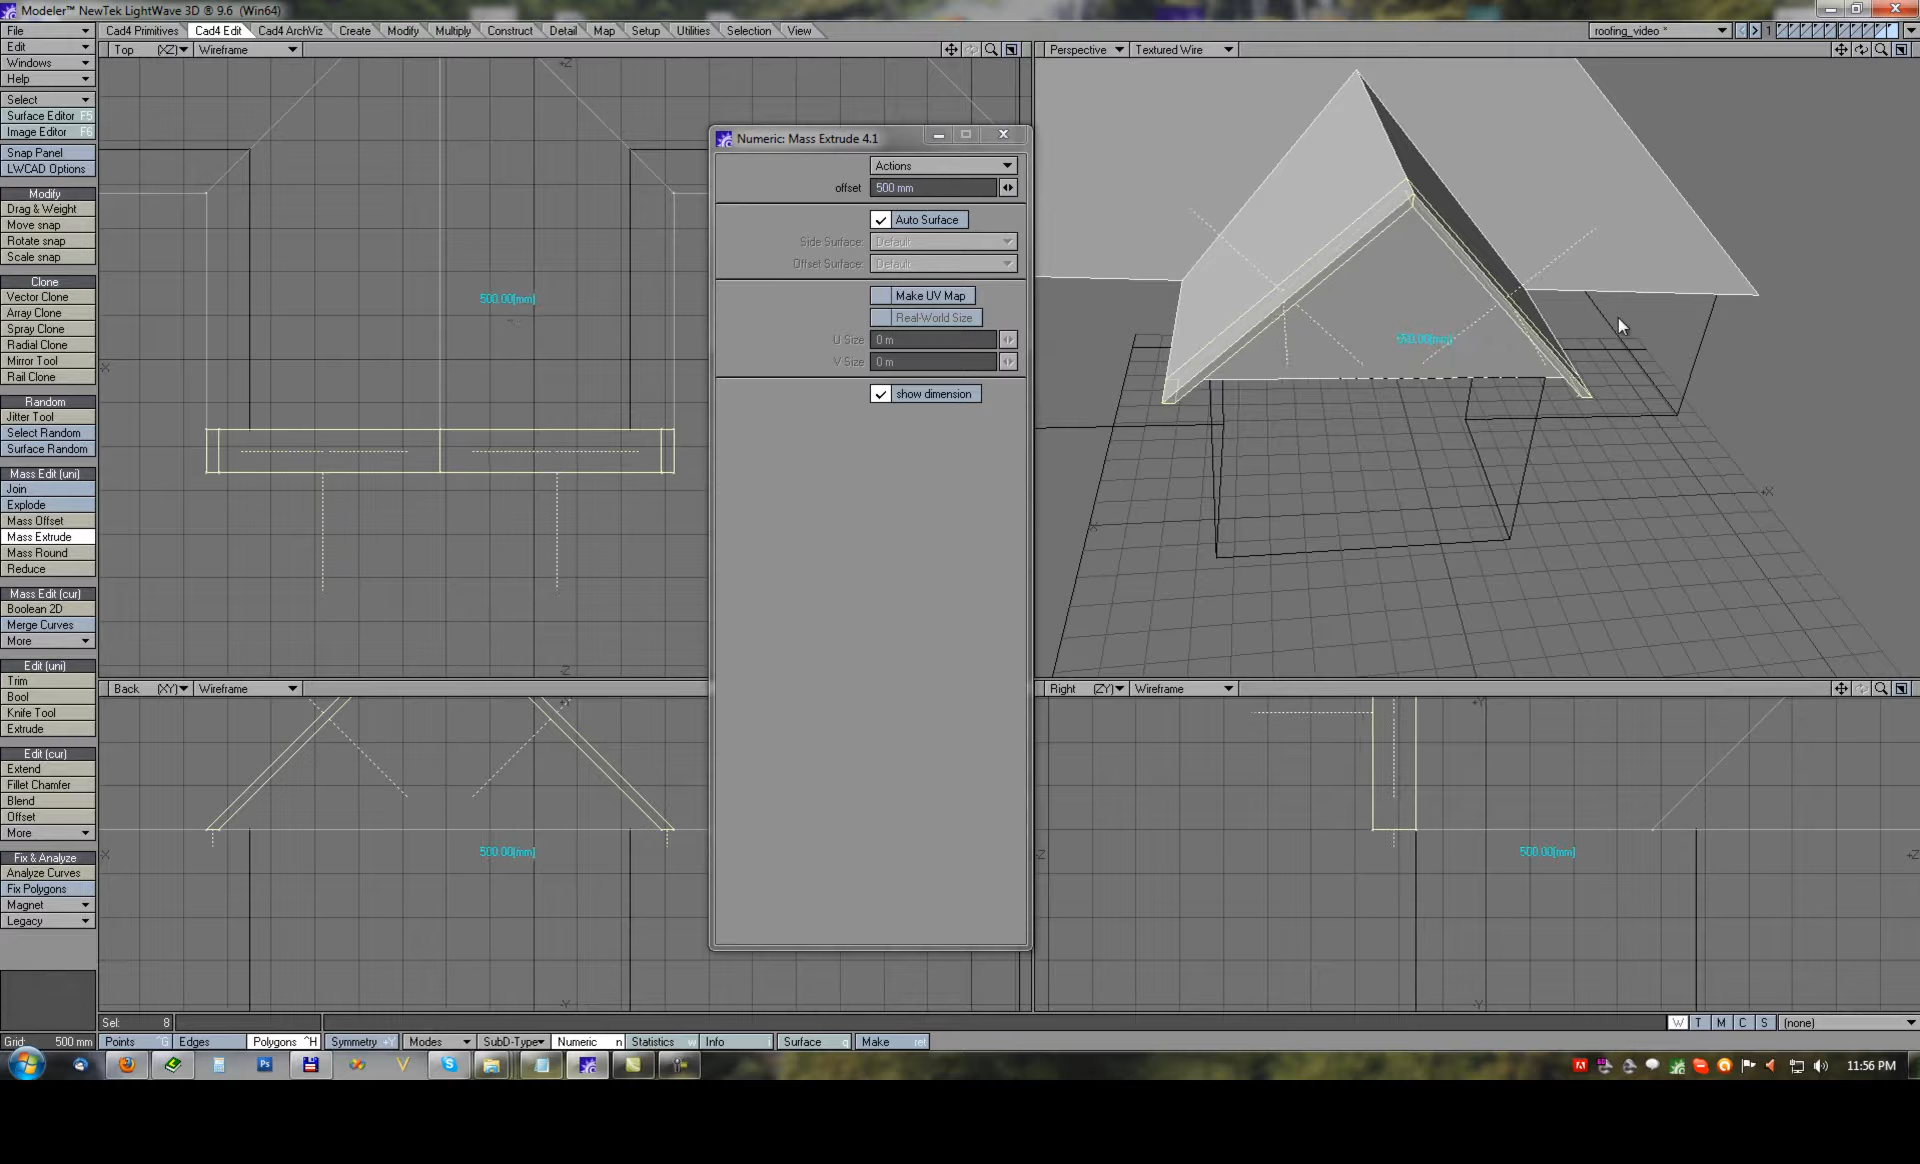 Modeler™ NewTek LightWave 3D ® 9.6 (Win64)
File
Edit
Windows
Help
Select
Surface Editor F5
Image Editor F6
Snap Panel
LWCAD Options
Modify
Drag & Weight
Move snap
Rotate snap
Scale snap
Clone
Vector Clone
Array Clone
Spray Clone
Radial Clone
Mirror Tool
Rail Clone
Random
Jitter Tool
Select Random
Surface Random
Mass Edit (uni)
Join
Explode
Mass Offset
Mass Extrude
Mass Round
Reduce
Mass Edit (cur)
Boolean 2D
Merge Curves
More
Edit (uni)
Trim
Bool
Knife Tool
Extrude
Edit (cur)
Extend
Fillet Chamfer
Blend
Offset
More
Fix & Analyze
Analyze Curves
Fix Polygons
Magnet
Legacy
Cad4 Primitives Cad4 Edit Cad4 ArchViz Create Modify Multiply Construct Detail Map Setup Utilities Selection View
roofing_video * 1
Top (XZ) Wireframe
Perspective Textured Wire
500.00[mm]
Numeric: Mass Extrude 4.1
Actions
offset 500 mm
Auto Surface
Side Surface: Default
Offset Surface: Default
Make UV Map
Real-World Size
U Size 0 m
V Size 0 m
show dimension
Back (XY) Wireframe
500.00[mm]
Right (ZY) Wireframe
500.00[mm]
Sel: 8
W T M C S (none)
Grid: 500 mm Points ^G Edges Polygons ^H Symmetry +Y Modes SubD-Type Numeric n Statistics w Info i Surface q Make ret
11:56 PM